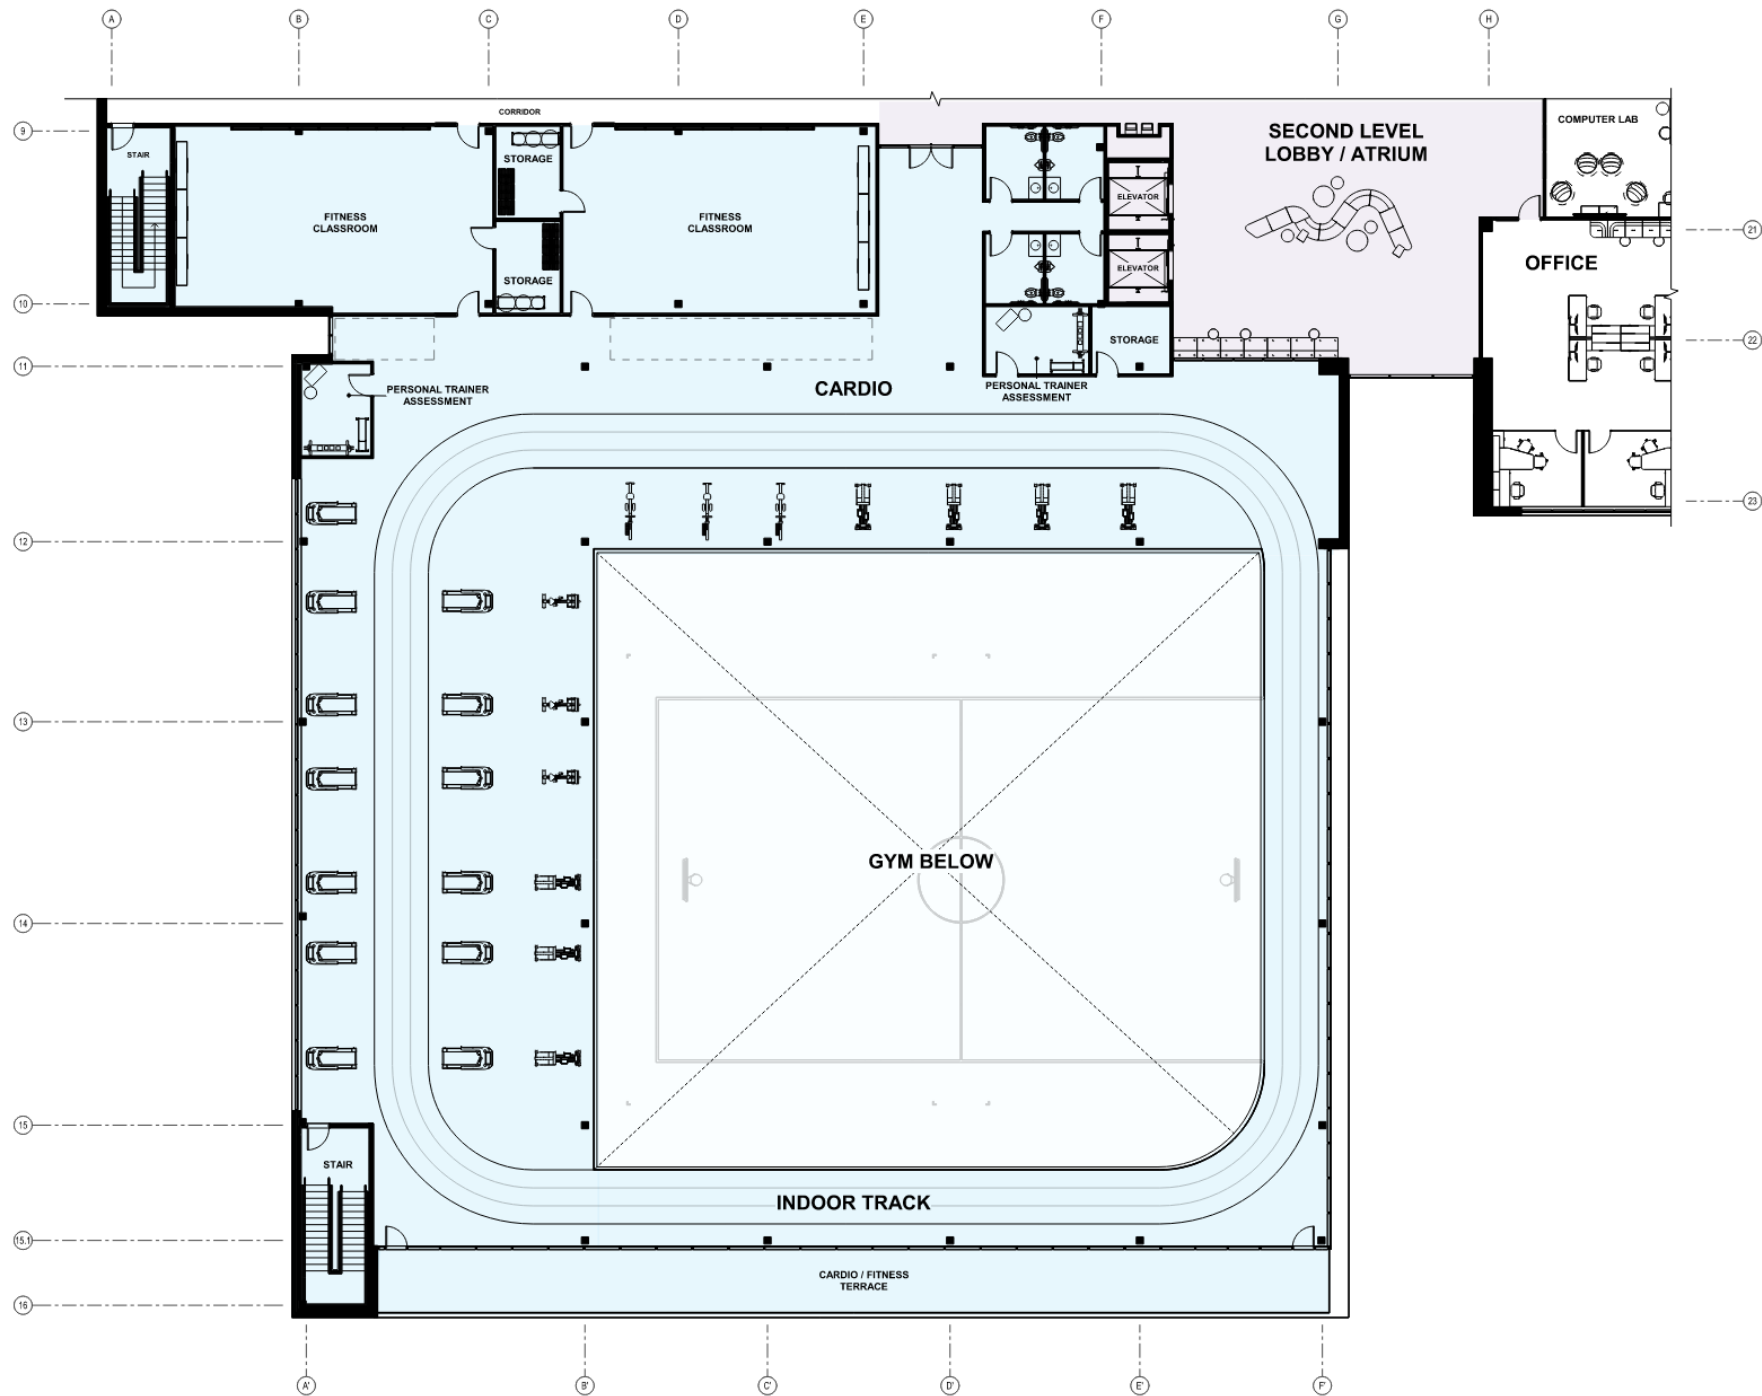 A B C D E F G H
CORRIDOR
9
SECOND LEVEL
LOBBY / ATRIUM
COMPUTER LAB
STAIR
STORAGE
ELEVATOR
FITNESS
CLASSROOM
FITNESS
CLASSROOM
21
OFFICE
ELEVATOR
STORAGE
10
STORAGE
22
11
PERSONAL TRAINER
ASSESSMENT
CARDIO
PERSONAL TRAINER
ASSESSMENT
23
12
13
GYM BELOW
14
15
STAIR
INDOOR TRACK
15.1
CARDIO / FITNESS
TERRACE
16
A' B' C' D' E' F'